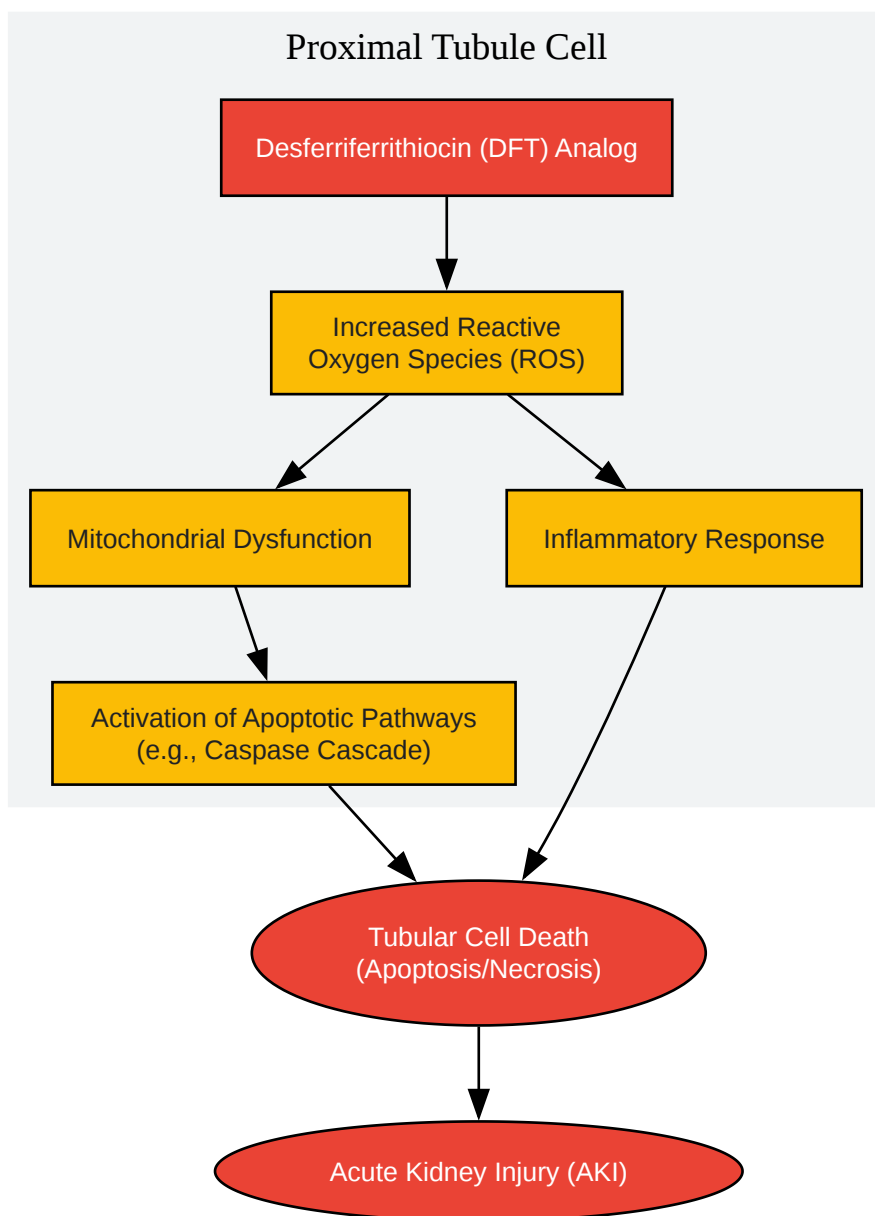 Proximal Tubule Cell
Desferriferrithiocin (DFT) Analog
Increased Reactive
Oxygen Species (ROS)
Mitochondrial Dysfunction
Inflammatory Response
Activation of Apoptotic Pathways
(e.g., Caspase Cascade)
Tubular Cell Death
(Apoptosis/Necrosis)
Acute Kidney Injury (AKI)